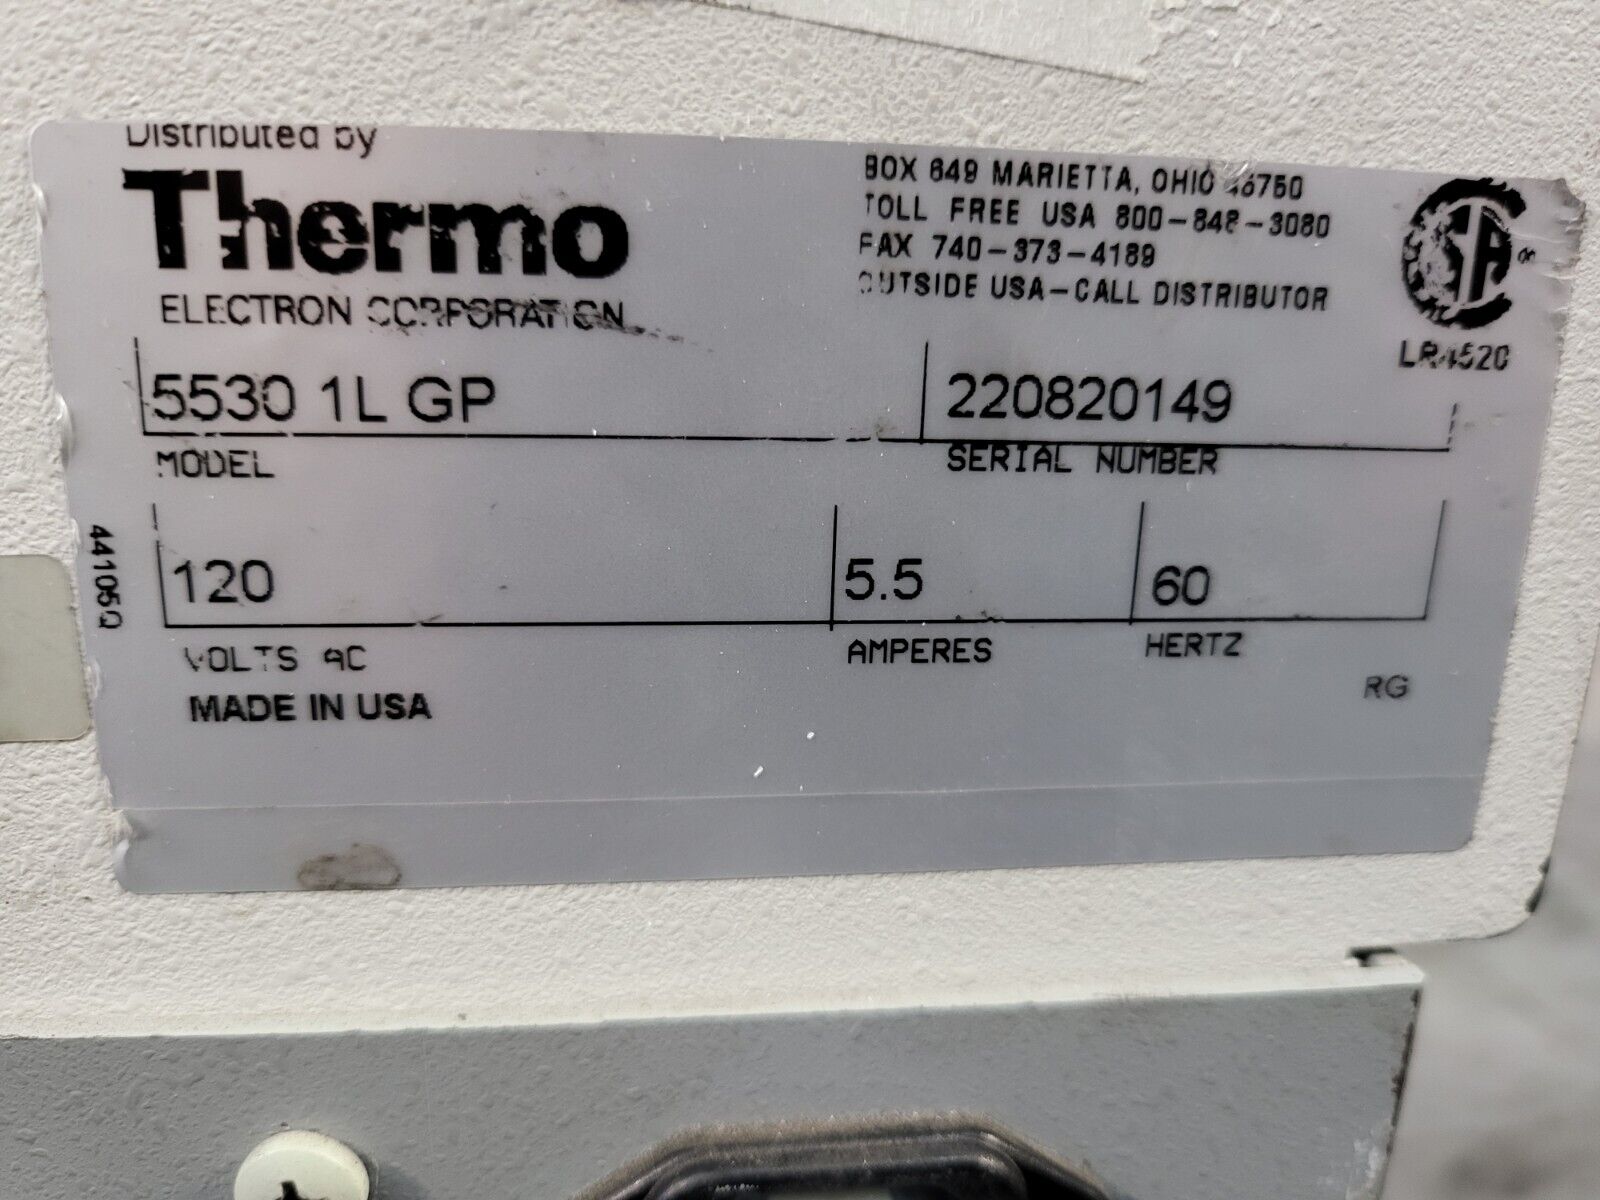 Distributed by
Thermo
ELECTRON CORPORATION
BOX 649 MARIETTA, OHIO 45750
TOLL FREE USA 800-848-3080
FAX 740-373-4189
OUTSIDE USA-CALL DISTRIBUTOR
SA
LR4520
5530 1L GP
220820149
MODEL
SERIAL NUMBER
44105Q
120
5.5
60
VOLTS AC
AMPERES
HERTZ
MADE IN USA
RG